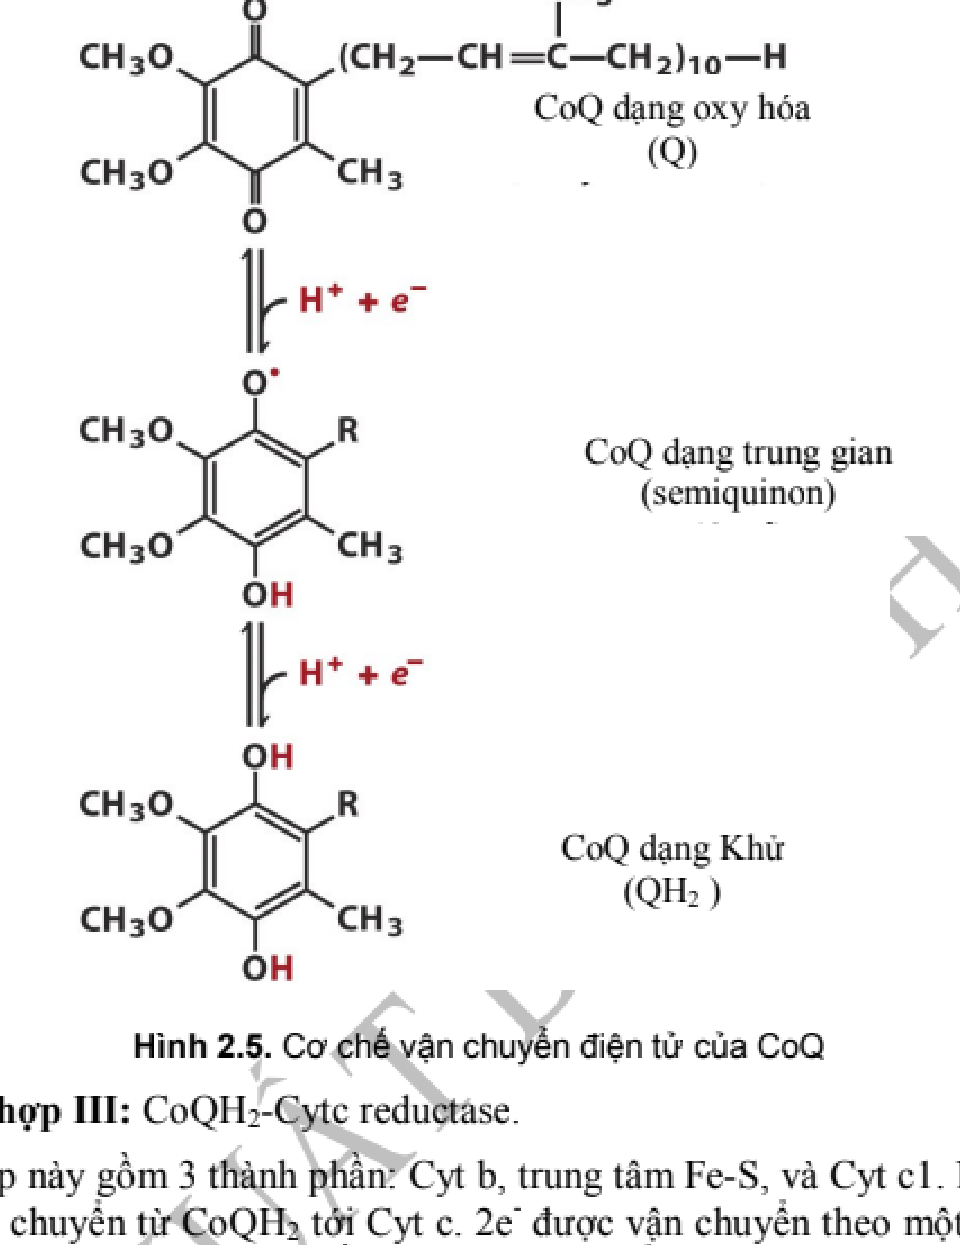 O
CH₃O (CH₂—CH=C—CH₂)₁₀—H
CoQ dạng oxy hóa
(Q)
CH₃O CH₃
O
H⁺ + e⁻
O•
CH₃O R
CoQ dạng trung gian
(semiquinon)
CH₃O CH₃
OH
H⁺ + e⁻
OH
CH₃O R
CoQ dạng Khử
(QH₂ )
CH₃O CH₃
OH
Hình 2.5. Cơ chế vận chuyển điện tử của CoQ
hợp III: CoQH₂-Cytc reductase.
p này gồm 3 thành phần: Cyt b, trung tâm Fe-S, và Cyt c1.
chuyển từ CoQH₂ tới Cyt c. 2e⁻ được vận chuyển theo một